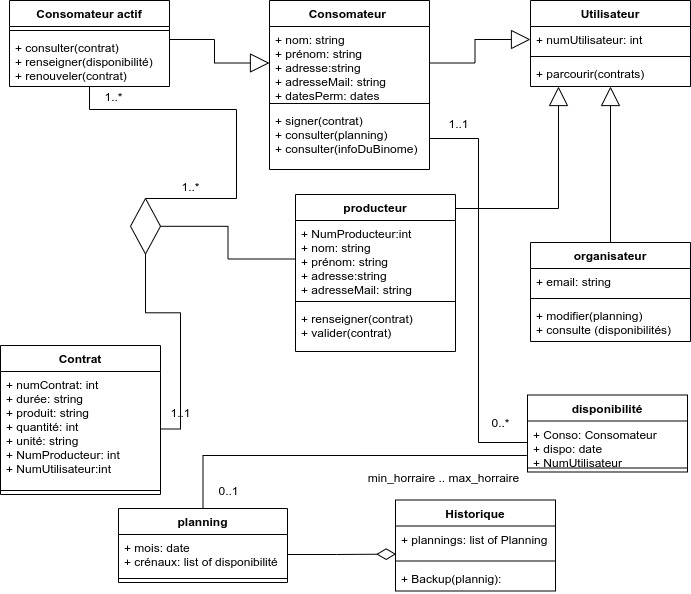 Consomateur actif
+ consulter(contrat)
+ renseigner(disponibilité)
+ renouveler(contrat)
1..*
Consomateur
+ nom: string
+ prénom: string
+ adresse:string
+ adresseMail: string
+ datesPerm: dates
+ signer(contrat)
+ consulter(planning)
+ consulter(infoDuBinome)
Utilisateur
+ numUtilisateur: int
+ parcourir(contrats)
1..1
1..*
producteur
+ NumProducteur:int
+ nom: string
+ prénom: string
+ adresse:string
+ adresseMail: string
+ renseigner(contrat)
+ valider(contrat)
organisateur
+ email: string
+ modifier(planning)
+ consulte (disponibilités)
Contrat
+ numContrat: int
+ durée: string
+ produit: string
+ quantité: int
+ unité: string
+ NumProducteur: int
+ NumUtilisateur:int
1..1
0..*
disponibilité
+ Conso: Consomateur
+ dispo: date
+ NumUtilisateur
min_horraire .. max_horraire
0..1
planning
+ mois: date
+ crénaux: list of disponibilité
Historique
+ plannings: list of Planning
+ Backup(plannig):